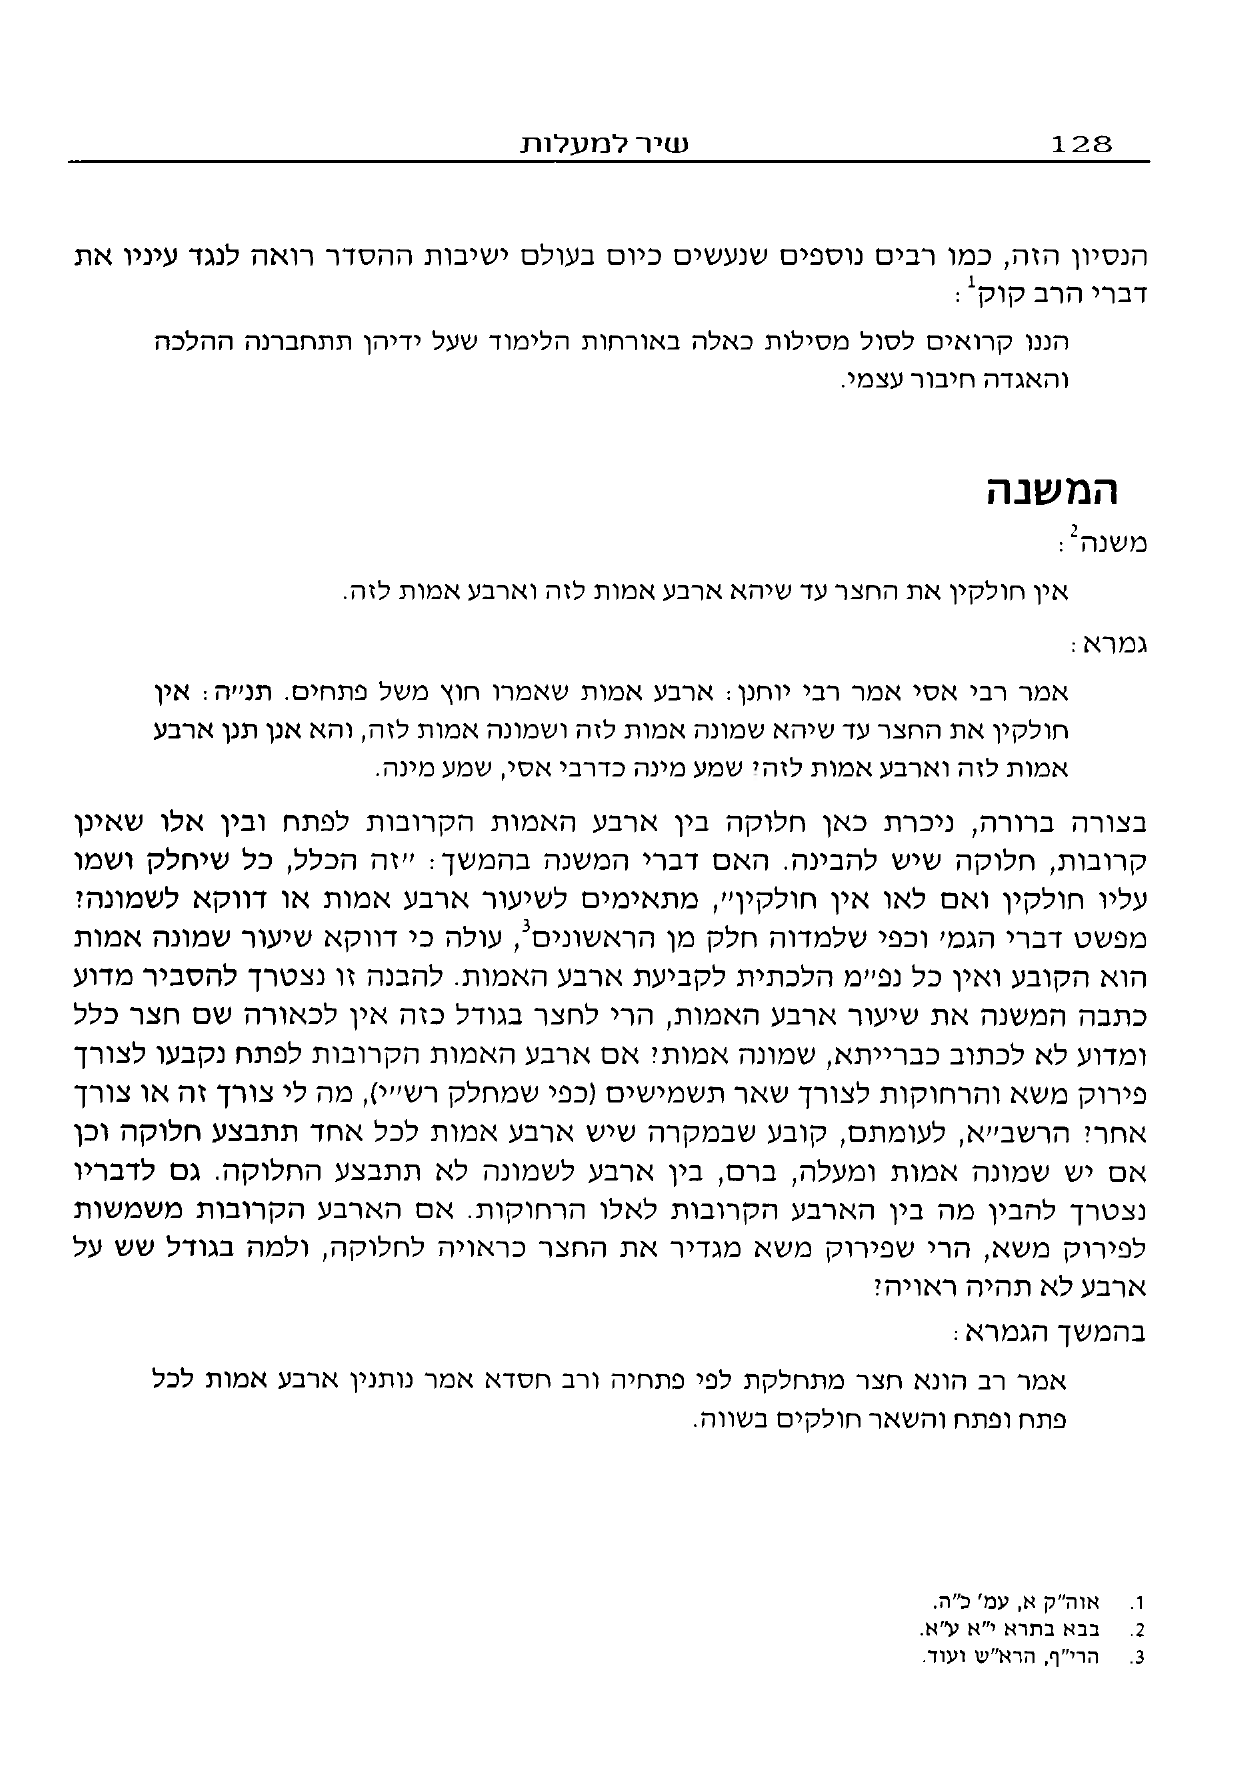 128 שיר למעלות
הנסיון הזה, כמו רבים נוספים שנעשים כיום בעולם ישיבות ההסדר רואה לנגד עיניו את
דברי הרב קוק1:
הננו קרואים לסול מסילות כאלה באורחות הלימוד שעל ידיהן תתחברנה ההלכה
והאגדה חיבור עצמי.
המשנה
משנה2:
אין חולקין את החצר עד שיהא ארבע אמות לזה וארבע אמות לזה.
גמרא:
אמר רבי אסי אמר רבי יוחנן: ארבע אמות שאמרו חוץ משל פתחים. תנ״ה: אין
חולקין את החצר עד שיהא שמונה אמות לזה ושמונה אמות לזה, והא אנן תנן ארבע
אמות לזה וארבע אמות לזה? שמע מינה כדרבי אסי, שמע מינה.
בצורה ברורה, ניכרת כאן חלוקה בין ארבע האמות הקרובות לפתח ובין אלו שאינן
קרובות, חלוקה שיש להבינה. האם דברי המשנה בהמשך: ״זה הכלל, כל שיחלק ושמו
עליו חולקין ואם לאו אין חולקין״, מתאימים לשיעור ארבע אמות או דווקא לשמונה?
מפשט דברי הגמ׳ וכפי שלמדוה חלק מן הראשונים3, עולה כי דווקא שיעור שמונה אמות
הוא הקובע ואין כל נפ״מ הלכתית לקביעת ארבע האמות. להבנה זו נצטרך להסביר מדוע
כתבה המשנה את שיעור ארבע האמות, הרי לחצר בגודל כזה אין לכאורה שם חצר כלל
ומדוע לא לכתוב כברייתא, שמונה אמות? אם ארבע האמות הקרובות לפתח נקבעו לצורך
פירוק משא והרחוקות לצורך שאר תשמישים (כפי שמחלק רש״י), מה לי צורך זה או צורך
אחר? הרשב״א, לעומתם, קובע שבמקרה שיש ארבע אמות לכל אחד תתבצע חלוקה וכן
אם יש שמונה אמות ומעלה, ברם, בין ארבע לשמונה לא תתבצע החלוקה. גם לדבריו
נצטרך להבין מה בין הארבע הקרובות לאלו הרחוקות. אם הארבע הקרובות משמשות
לפירוק משא, הרי שפירוק משא מגדיר את החצר כראויה לחלוקה, ולמה בגודל שש על
ארבע לא תהיה ראויה?
בהמשך הגמרא:
אמר רב הונא חצר מתחלקת לפי פתחיה ורב חסדא אמר נותנין ארבע אמות לכל
פתח ופתח והשאר חולקים בשווה.
1. אוה״ק א, עמ׳ כ״ה.
2. בבא בתרא י״א ע״א.
3. הרי״ף, הרא״ש ועוד.